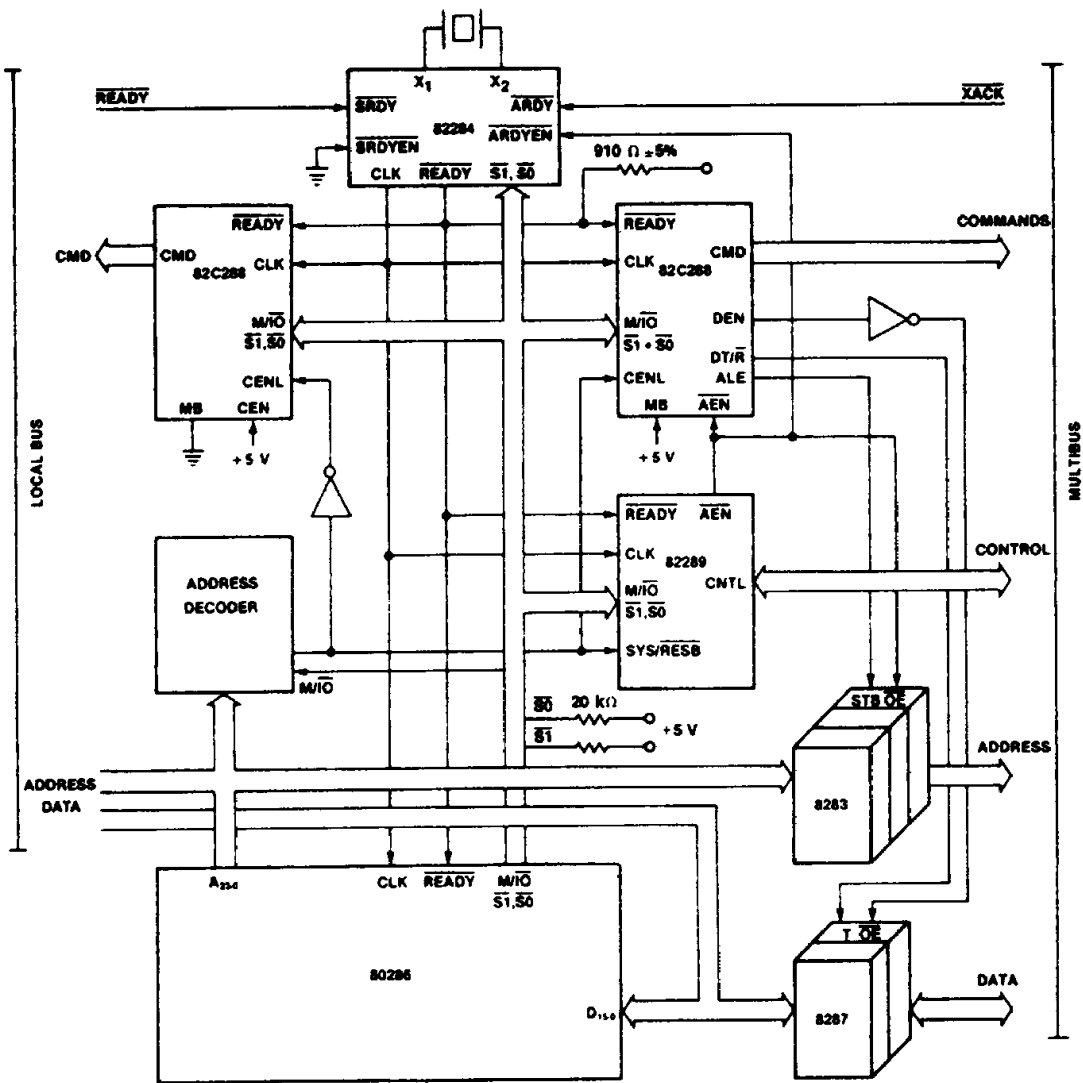 X₁ X₂
READY
SRDY
ARDY
XACK
82284
SRDYEN
ARDYEN
910 Ω ±5%
CLK READY S1, S0
READY
READY
COMMANDS
CMD
CMD
82C288
CLK
CLK
82C288
CMD
M/IO
S1,S0
M/IO
S1 • S0
DEN
DT/R
CENL
CENL
ALE
MB CEN
MB AEN
+5 V
+5 V
LOCAL BUS
MULTIBUS
READY AEN
CLK
82289
CONTROL
CNTL
ADDRESS
DECODER
M/IO
S1,S0
SYS/RESB
M/IO
S0 20 kΩ
S1
+5 V
STB OE
ADDRESS
ADDRESS
DATA
8283
A₂₃₋₀
CLK READY M/IO
S1,S0
T OE
80286
D₁₅₋₀
DATA
8287